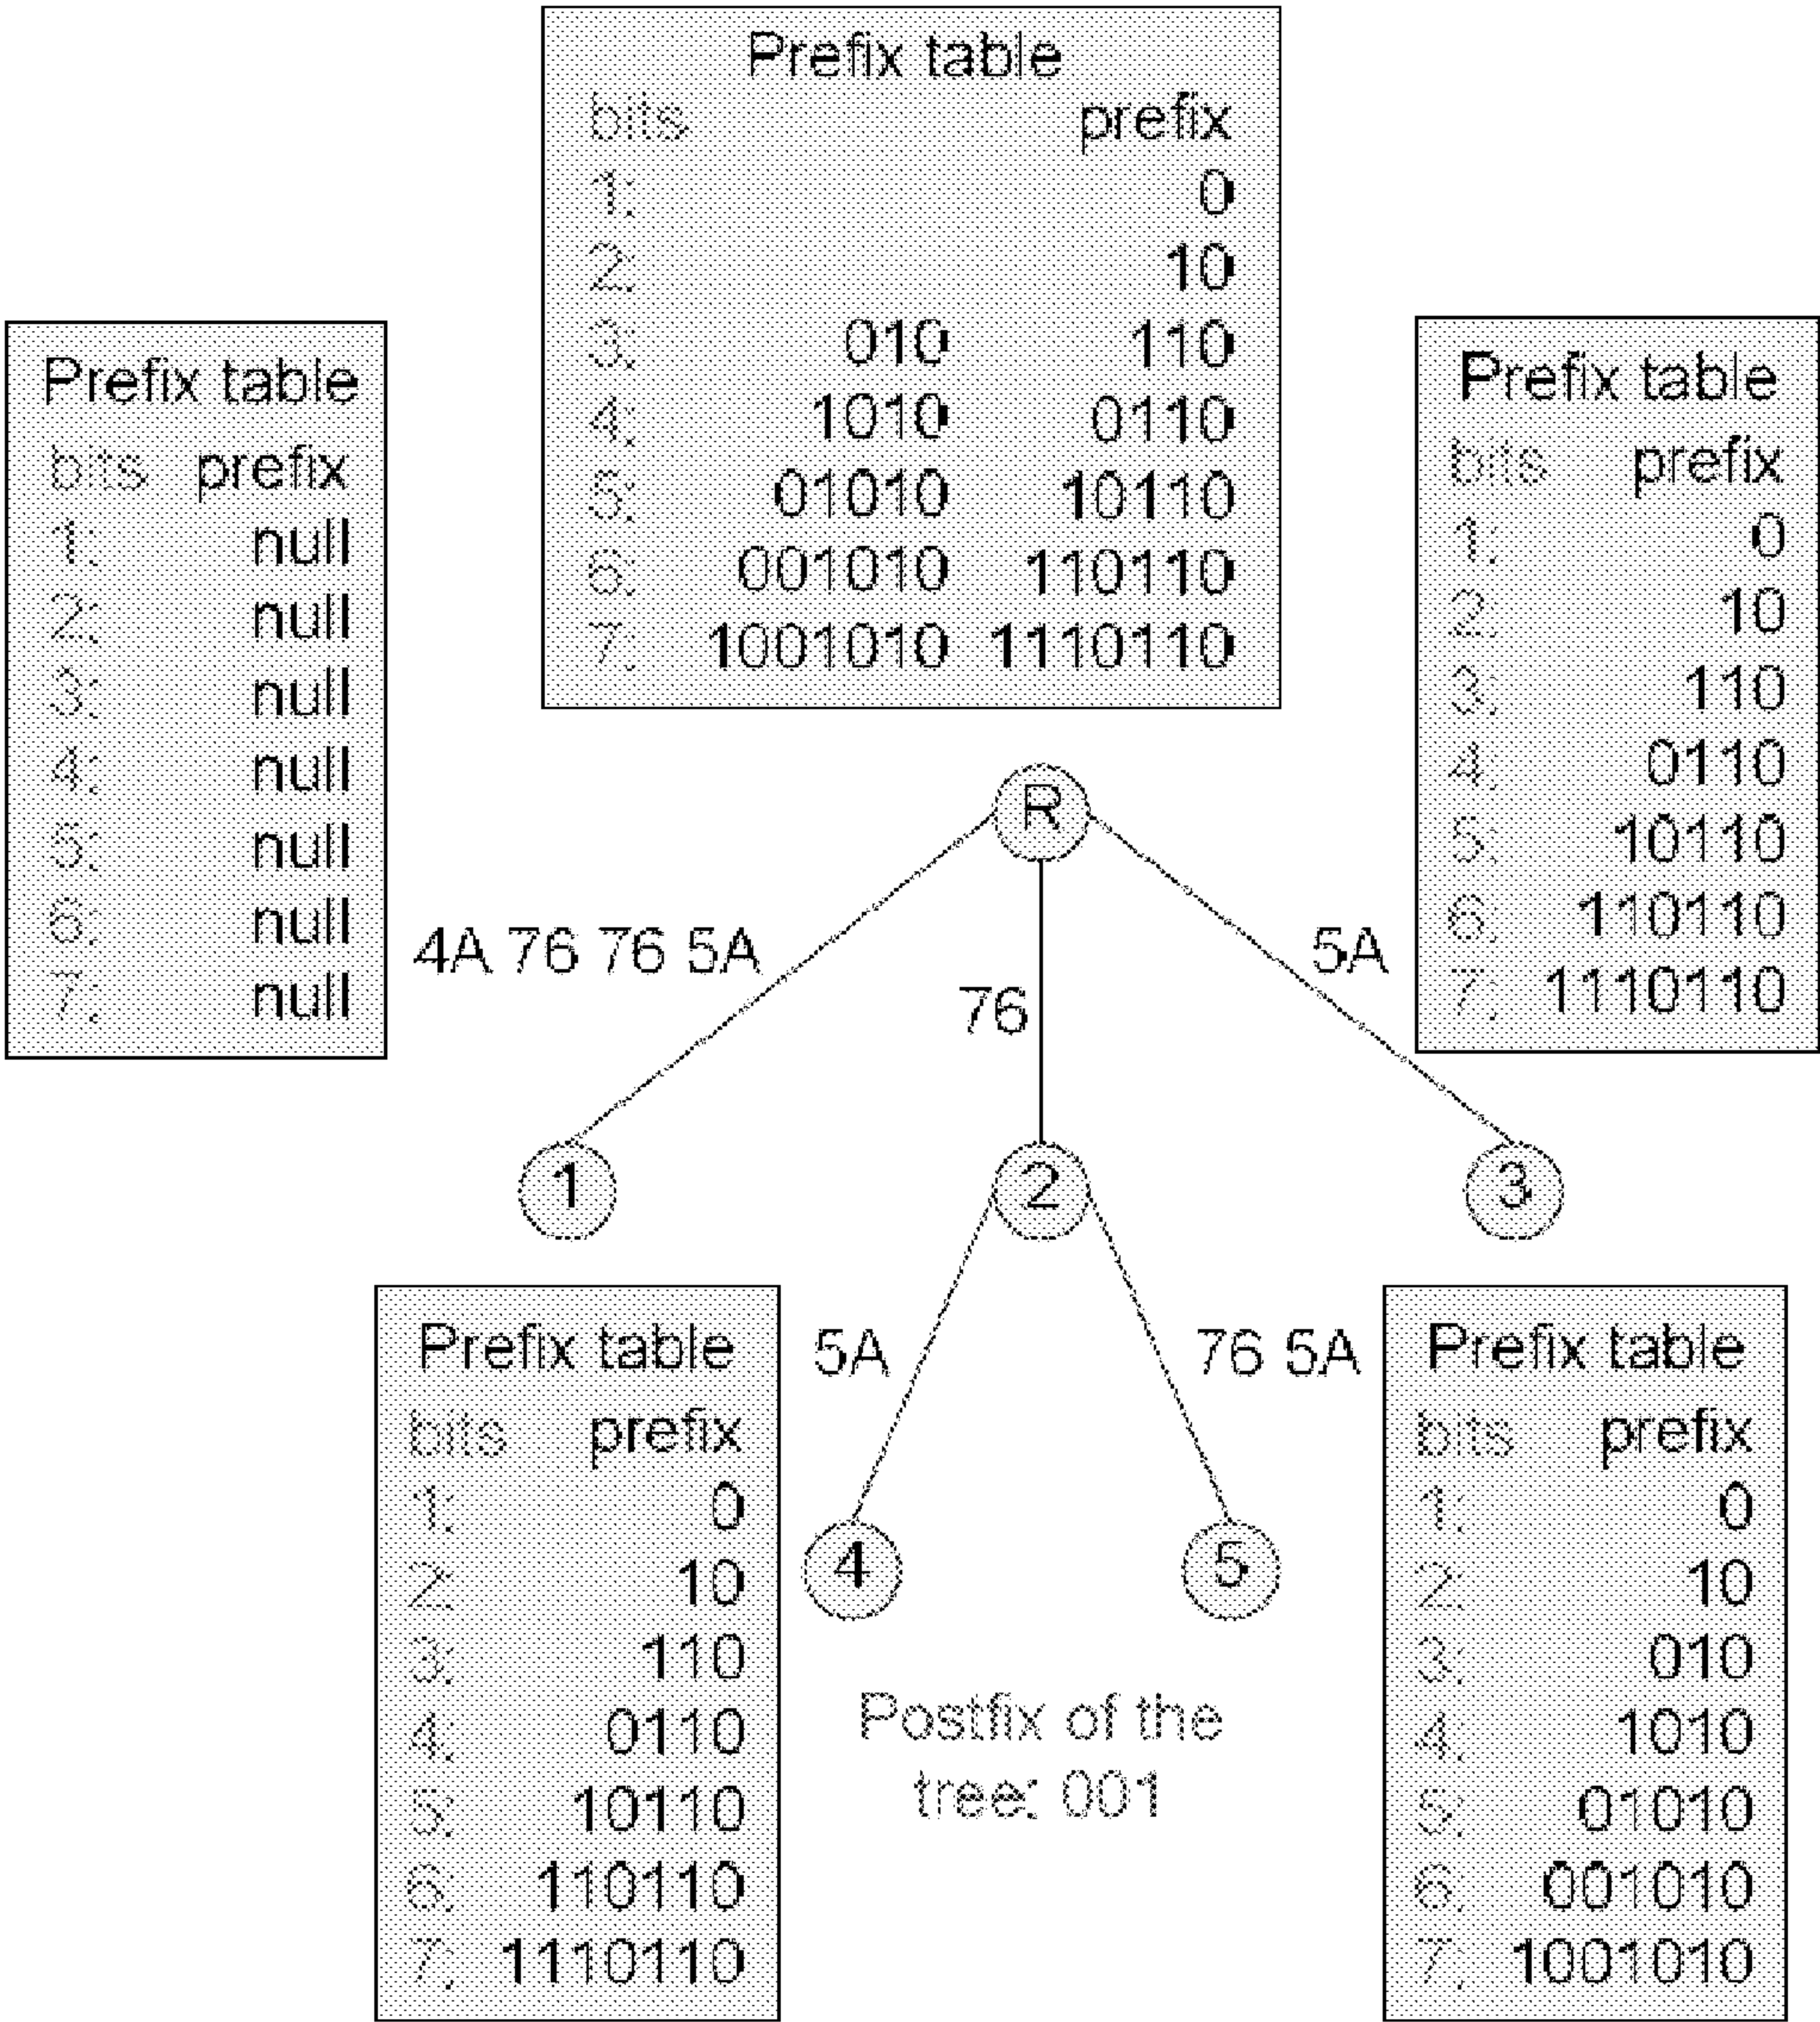 Prefix table
bits prefix
1: 0
2: 10
3: 010 110
4: 1010 0110
5: 01010 10110
6: 001010 110110
7: 1001010 1110110
Prefix table
bits prefix
1: null
2: null
3: null
4: null
5: null
6: null
7: null
Prefix table
bits prefix
1: 0
2: 10
3: 110
4: 0110
5: 10110
6: 110110
7: 1110110
R
4A 76 76 5A
76
5A
1
2
3
Prefix table
bits prefix
1: 0
2: 10
3: 110
4: 0110
5: 10110
6: 110110
7: 1110110
5A
76 5A
4
5
Postfix of the
tree: 001
Prefix table
bits prefix
1: 0
2: 10
3: 010
4: 1010
5: 01010
6: 001010
7: 1001010